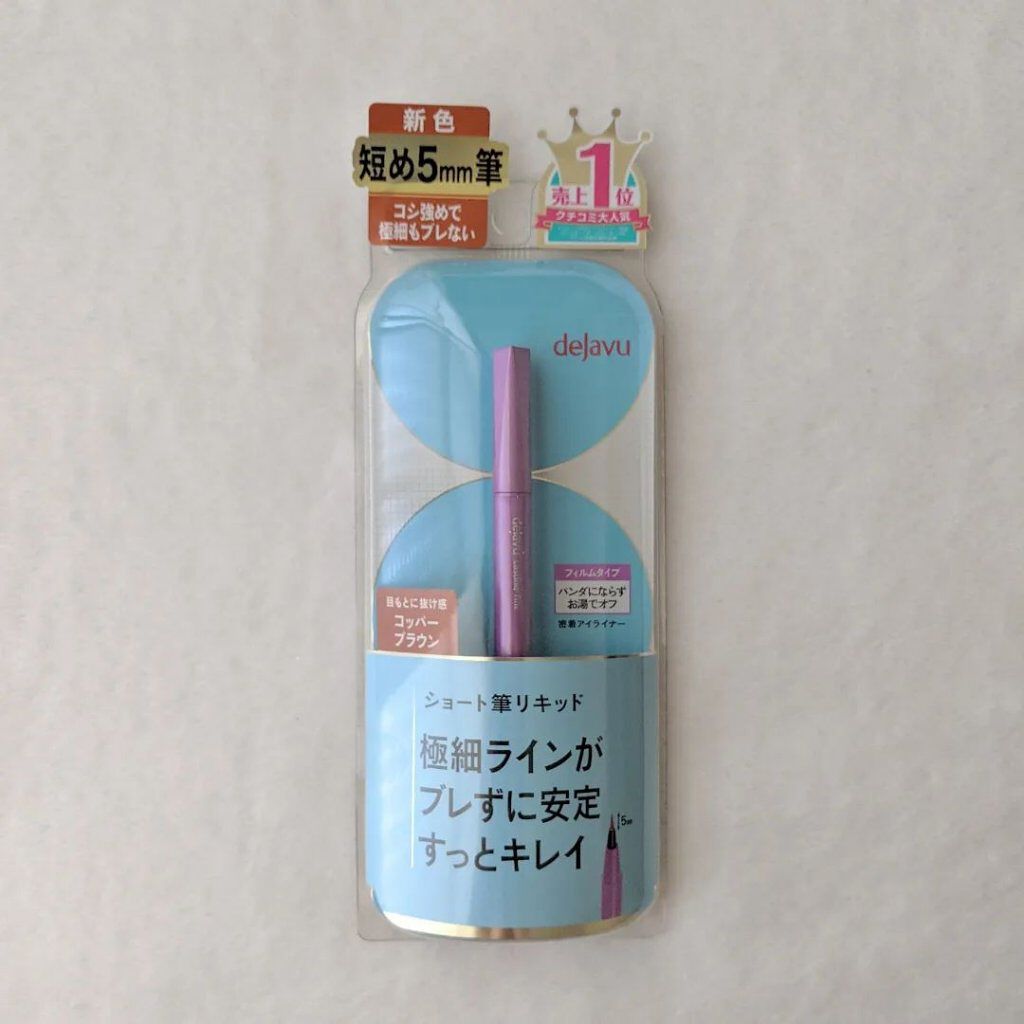 新色
短め5mm筆
コシ強めで
極細もブレない
1
売上 位
クチコミ大人気
dejavu
dejavu
フィルムタイプ
パンダにならず
お湯でオフ
密着アイライナー
目もとに抜け感
コッパー
ブラウン
ショート筆リキッド
極細ラインが
ブレずに安定
すっとキレイ
5mm